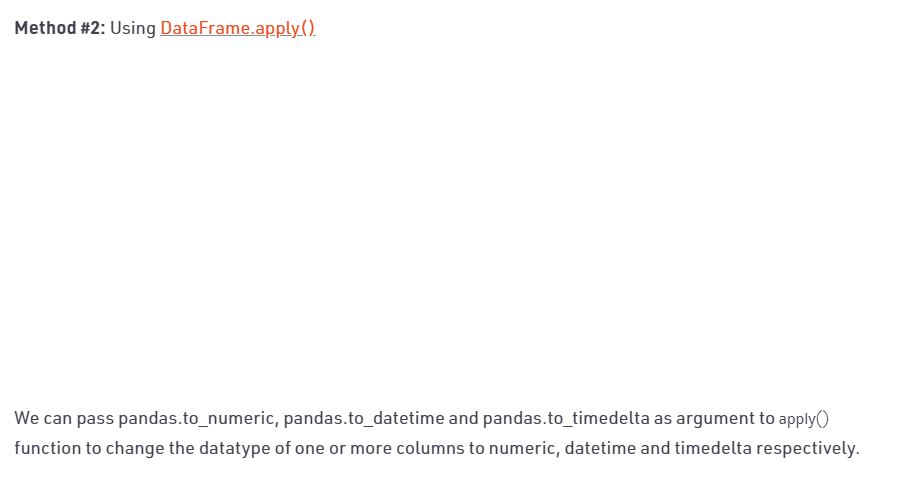 Method #2: Using DataFrame.apply()
We can pass pandas.to_numeric, pandas.to_datetime and pandas.to_timedelta as argument to apply()
function to change the datatype of one or more columns to numeric, datetime and timedelta respectively.